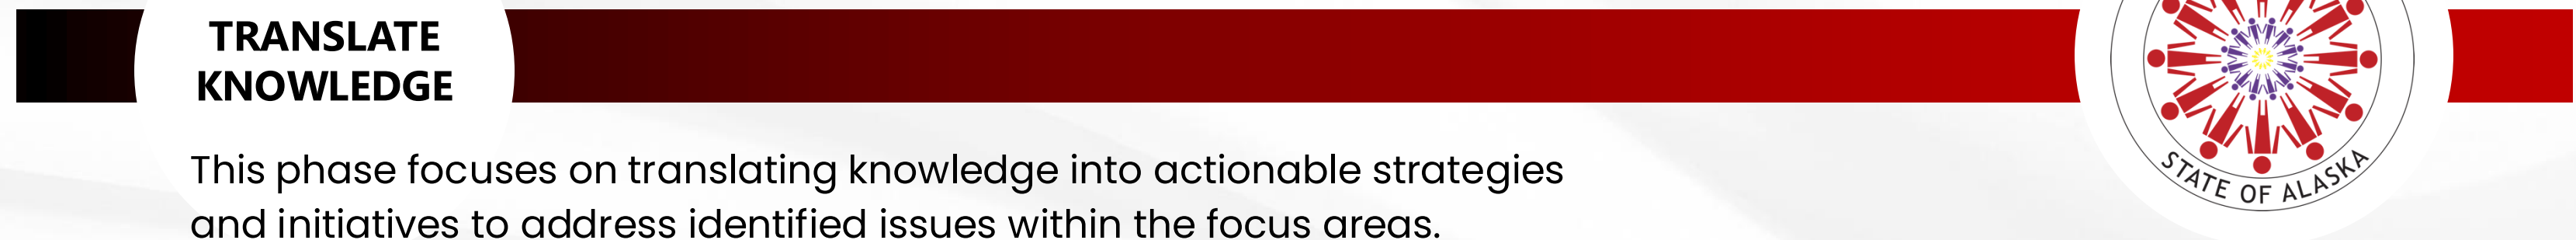 TRANSLATE
KNOWLEDGE
This phase focuses on translating knowledge into actionable strategies
and initiatives to address identified issues within the focus areas.
STATE OF ALASKA